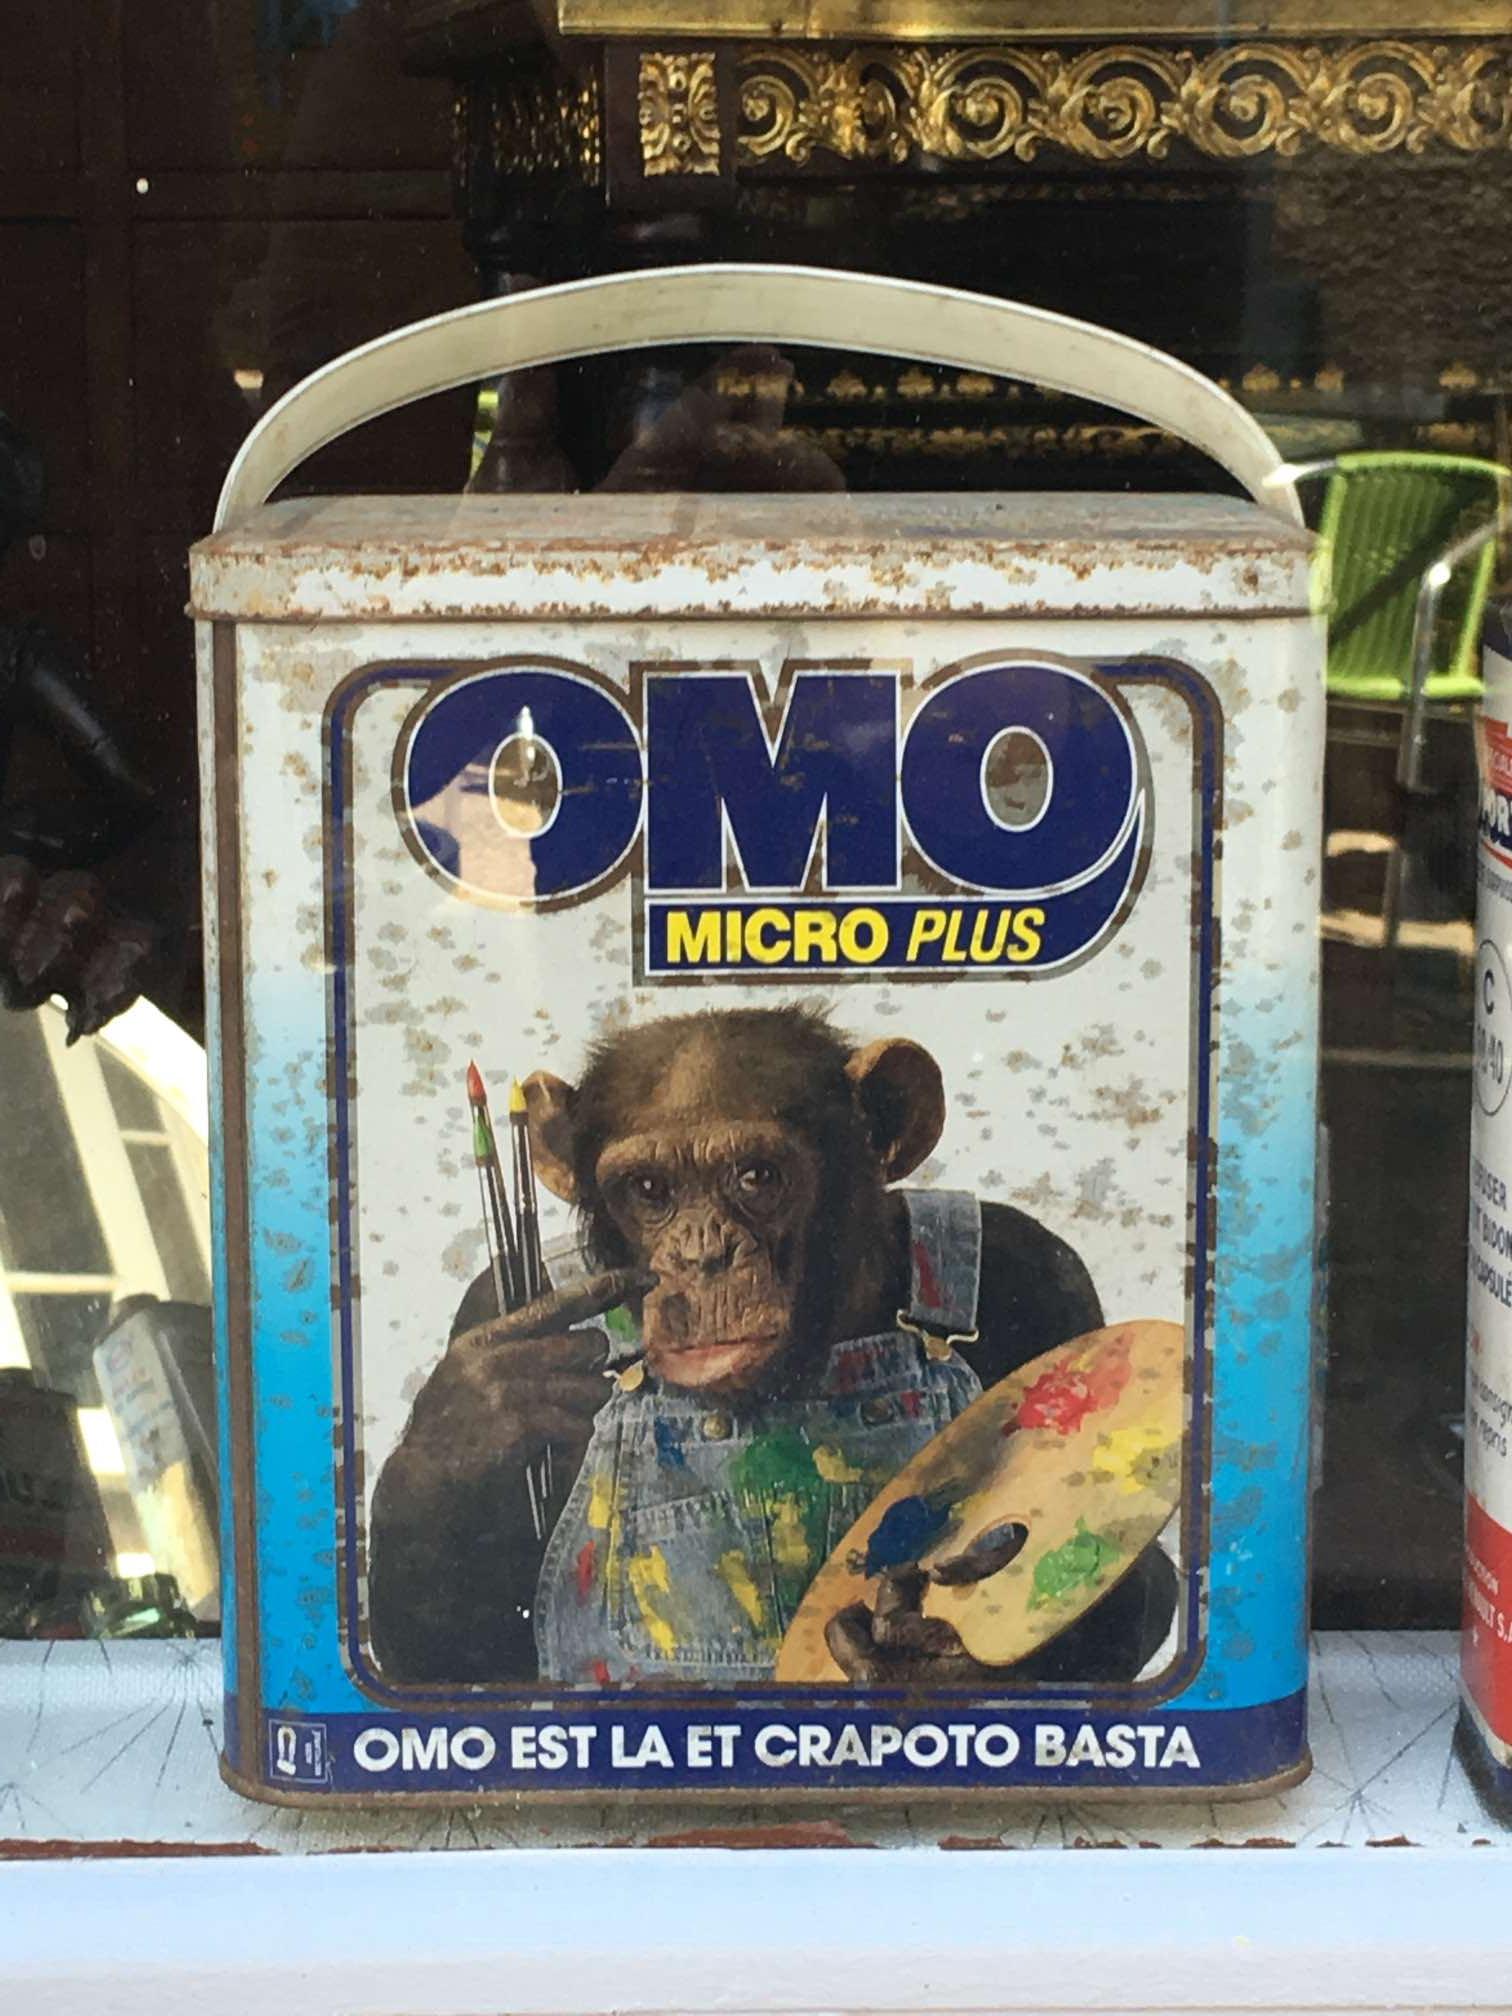 OMO
MICRO PLUS
OMO EST LA ET CRAPOTO BASTA
C